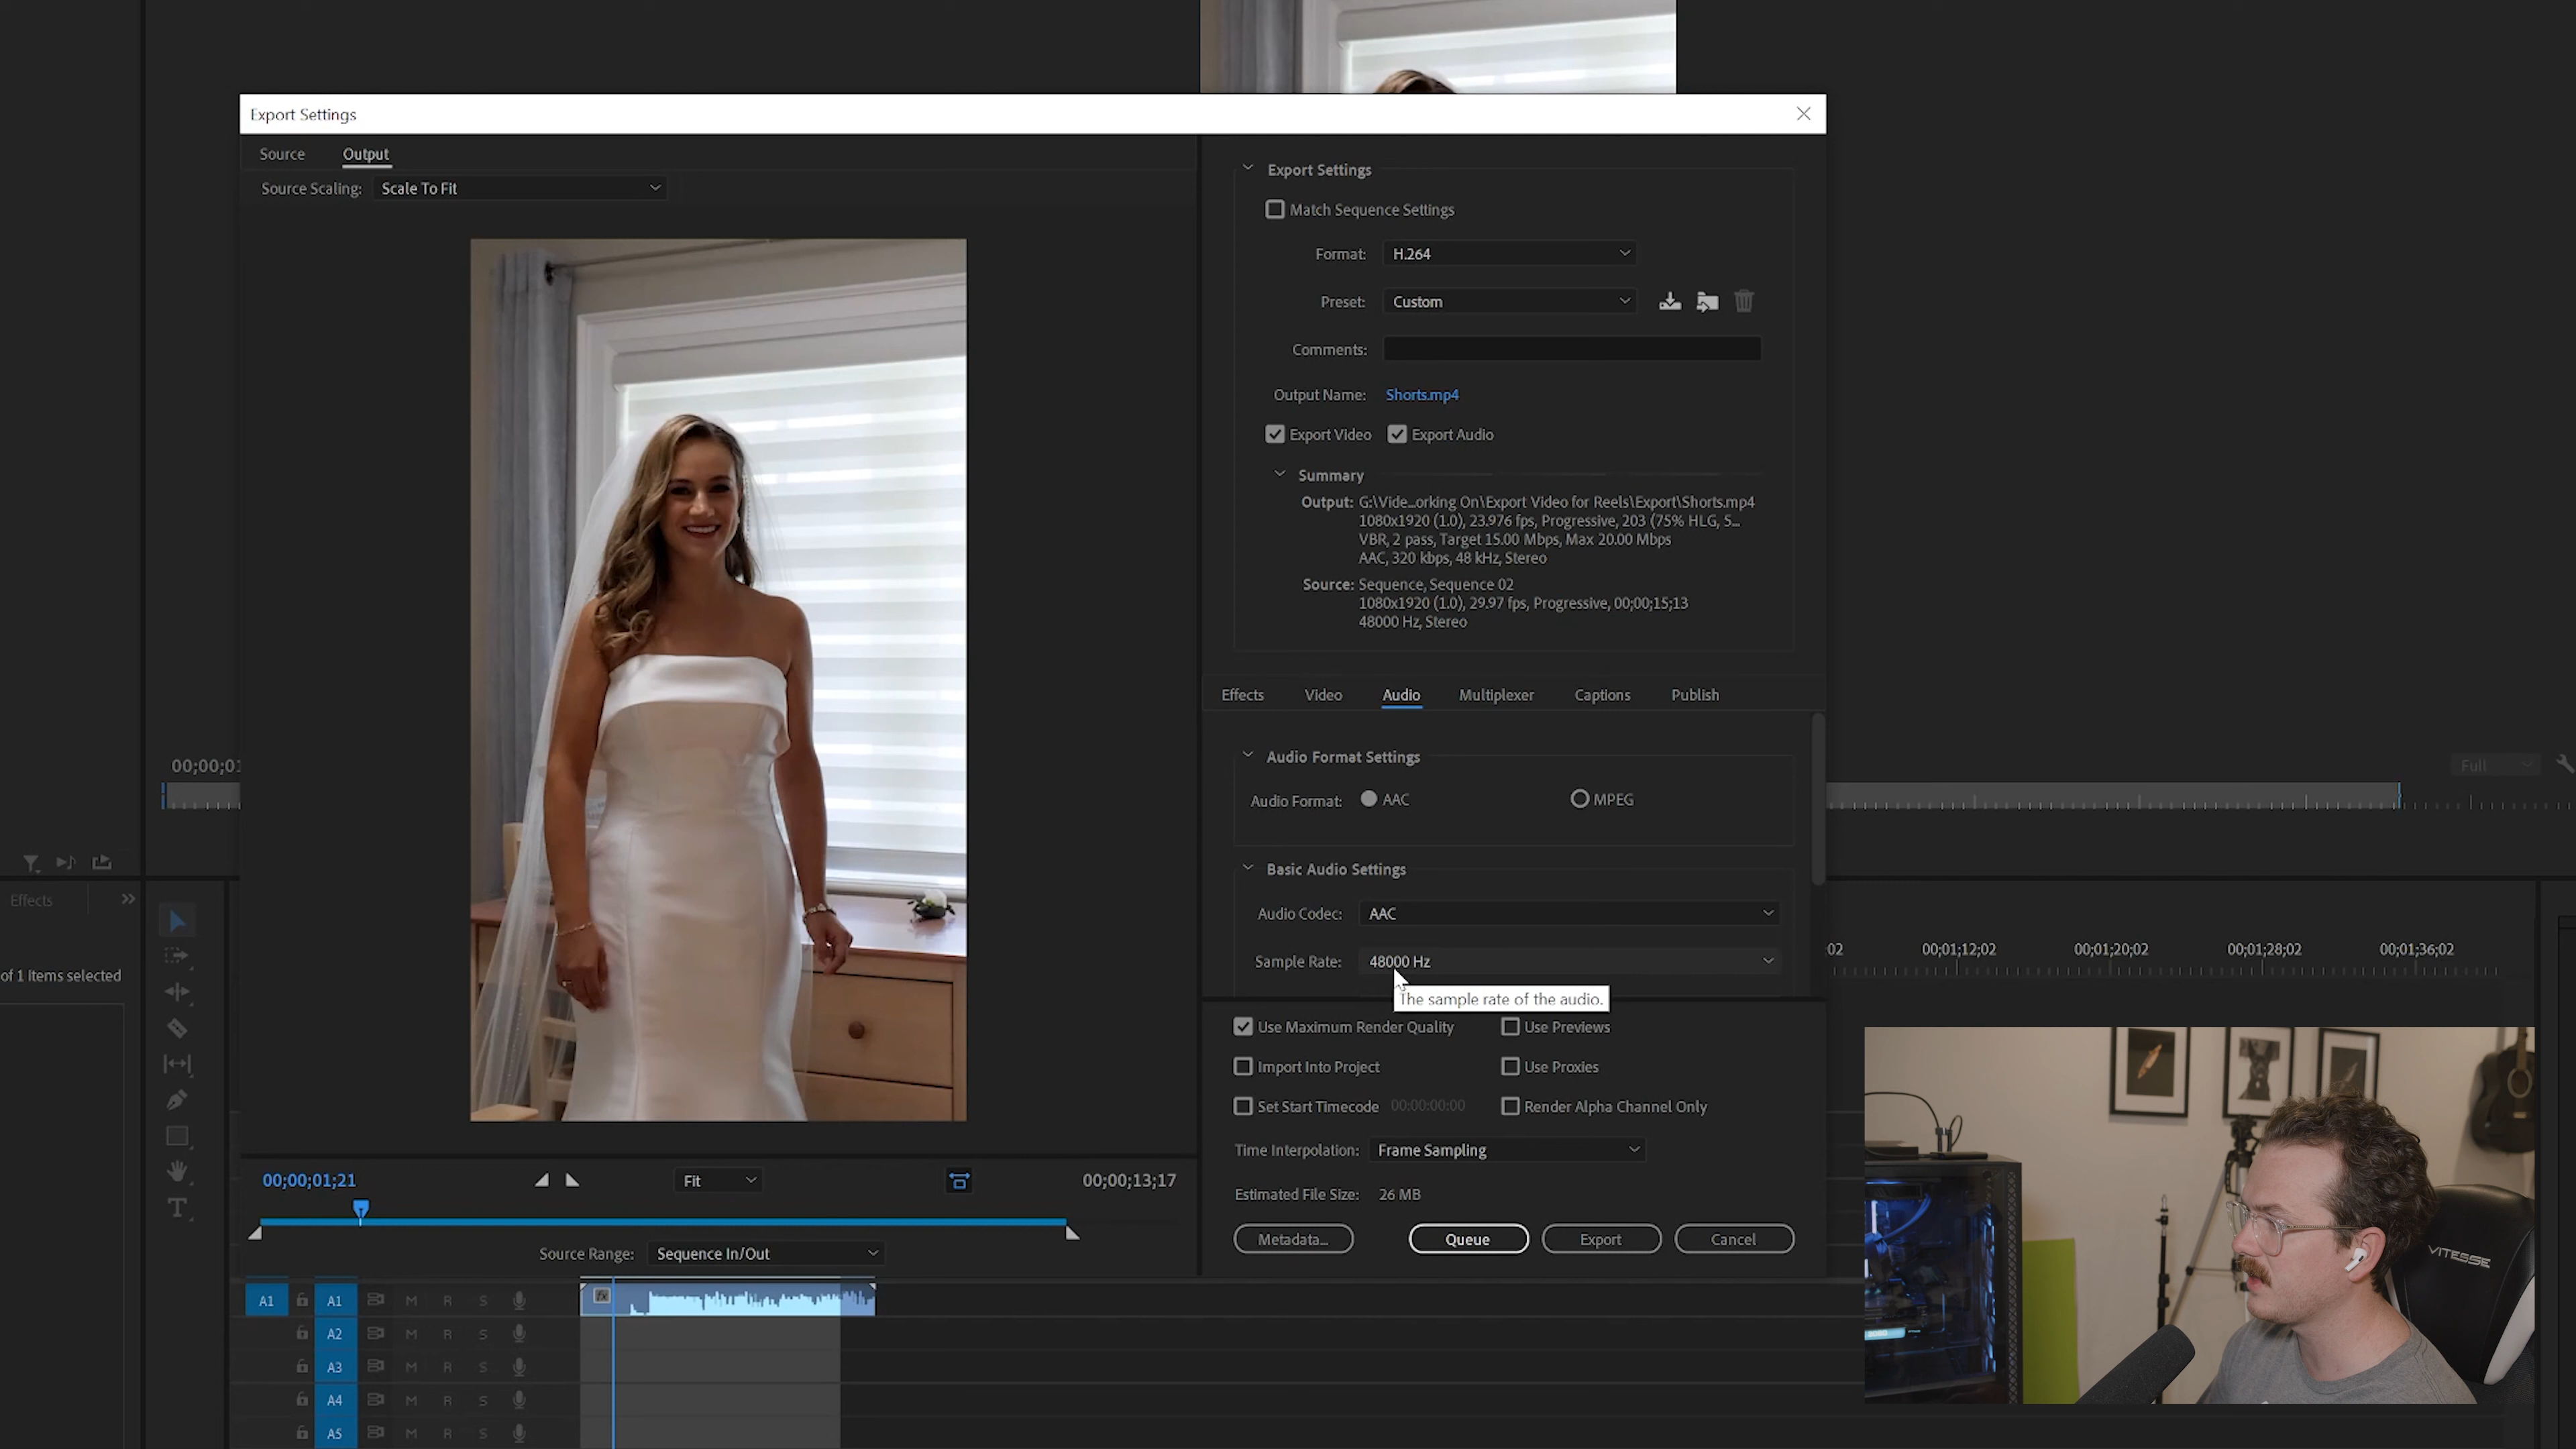 Export Settings
Source Output
Source Scaling: Scale To Fit
Export Settings
Match Sequence Settings
Format: H.264
Preset: Custom
Comments:
Output Name: Shorts.mp4
Export Video Export Audio
Summary
Output: G:\Vide...orking On\Export Video for Reels\Export\Shorts.mp4
1080x1920 (1.0), 23.976 fps, Progressive, 203 (75% HLG, S...
VBR, 2 pass, Target 15.00 Mbps, Max 20.00 Mbps
AAC, 320 kbps, 48 kHz, Stereo
Source: Sequence, Sequence 02
1080x1920 (1.0), 29.97 fps, Progressive, 00;00;15;13
48000 Hz, Stereo
Effects Video Audio Multiplexer Captions Publish
Audio Format Settings
Audio Format: AAC MPEG
Basic Audio Settings
Audio Codec: AAC
Sample Rate: 48000 Hz
The sample rate of the audio.
Use Maximum Render Quality Use Previews
Import Into Project Use Proxies
Set Start Timecode 00:00:00:00 Render Alpha Channel Only
Time Interpolation: Frame Sampling
Estimated File Size: 26 MB
Metadata... Queue Export Cancel
00;00;01;21 Fit 00;00;13;17
Source Range: Sequence In/Out
00;00;01
Full
Effects
of 1 Items selected
02 00;01;12;02 00;01;20;02 00;01;28;02 00;01;36;02
A1 A1 M R S fx
A2 M R S
A3 M R S
A4 M R S
A5 M R S
VITESSE